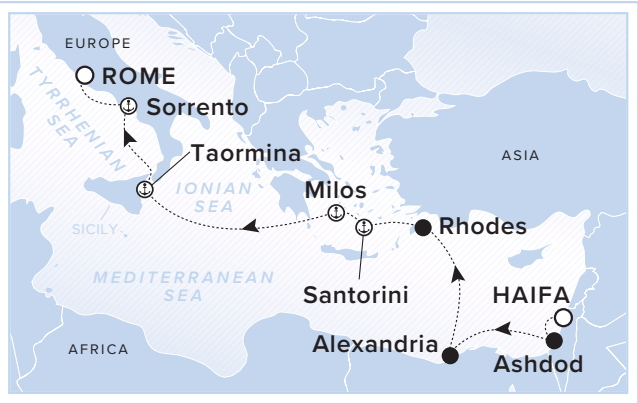 EUROPE
ROME
Sorrento
TYRRHENIAN
SEA
Taormina
ASIA
IONIAN
SEA
Milos
SICILY
Rhodes
MEDITERRANEAN
SEA
Santorini
HAIFA
Alexandria
AFRICA
Ashdod